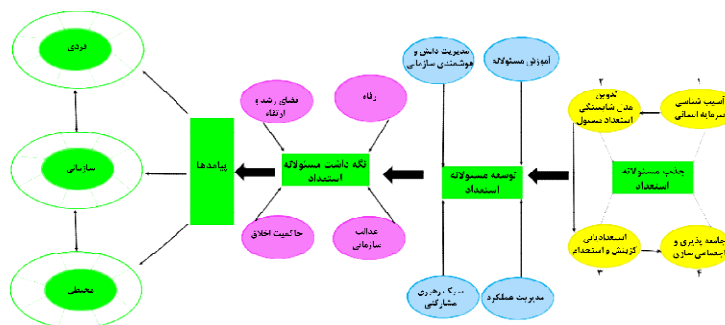 ۱
آسیب شناسی
سرمایه انسانی
۲
تدوین
مدل شایستگی
استعداد مسئول
جذب مسئولانه
استعداد
استعدادیابی
گزینش و استخدام
۳
جامعه پذیری و
اجتماعی سازی
۴
آموزش مسئولانه
مدیریت دانش و
هوشمندی سازمانی
توسعه مسئولانه
استعداد
مدیریت عملکرد
سبک رهبری
مشارکتی
رفاه
فضای رشد و
ارتقاء
نگه داشت مسئولانه
استعداد
عدالت
سازمانی
حاکمیت اخلاق
پیامدها
فردی
سازمانی
محیطی